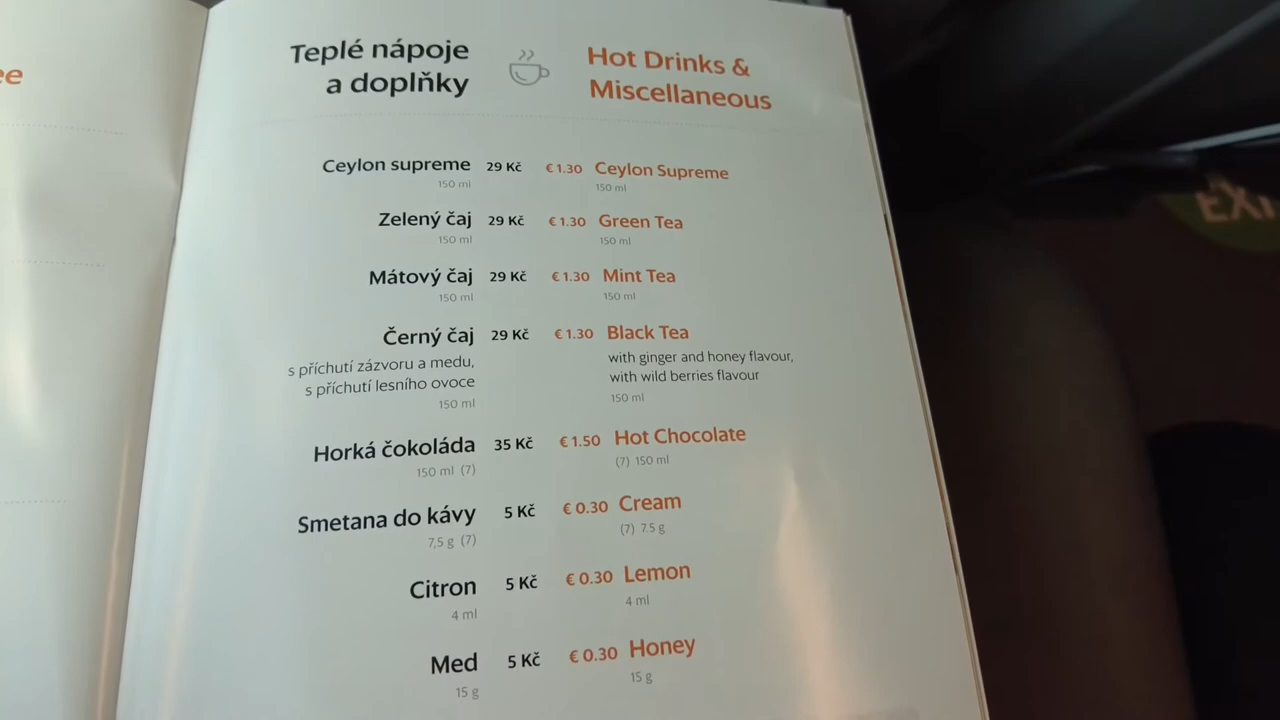 ee
Teplé nápoje
a doplňky
Hot Drinks &
Miscellaneous
Ceylon supreme 29 Kč € 1.30 Ceylon Supreme
150 ml 150 ml
Zelený čaj 29 Kč € 1.30 Green Tea
150 ml 150 ml
Mátový čaj 29 Kč € 1.30 Mint Tea
150 ml 150 ml
Černý čaj 29 Kč € 1.30 Black Tea
s příchutí zázvoru a medu, with ginger and honey flavour,
s příchutí lesního ovoce with wild berries flavour
150 ml 150 ml
Horká čokoláda 35 Kč € 1.50 Hot Chocolate
150 ml (7) (7) 150 ml
Smetana do kávy 5 Kč € 0.30 Cream
7,5 g (7) (7) 7.5 g
Citron 5 Kč € 0.30 Lemon
4 ml 4 ml
Med 5 Kč € 0.30 Honey
15 g 15 g